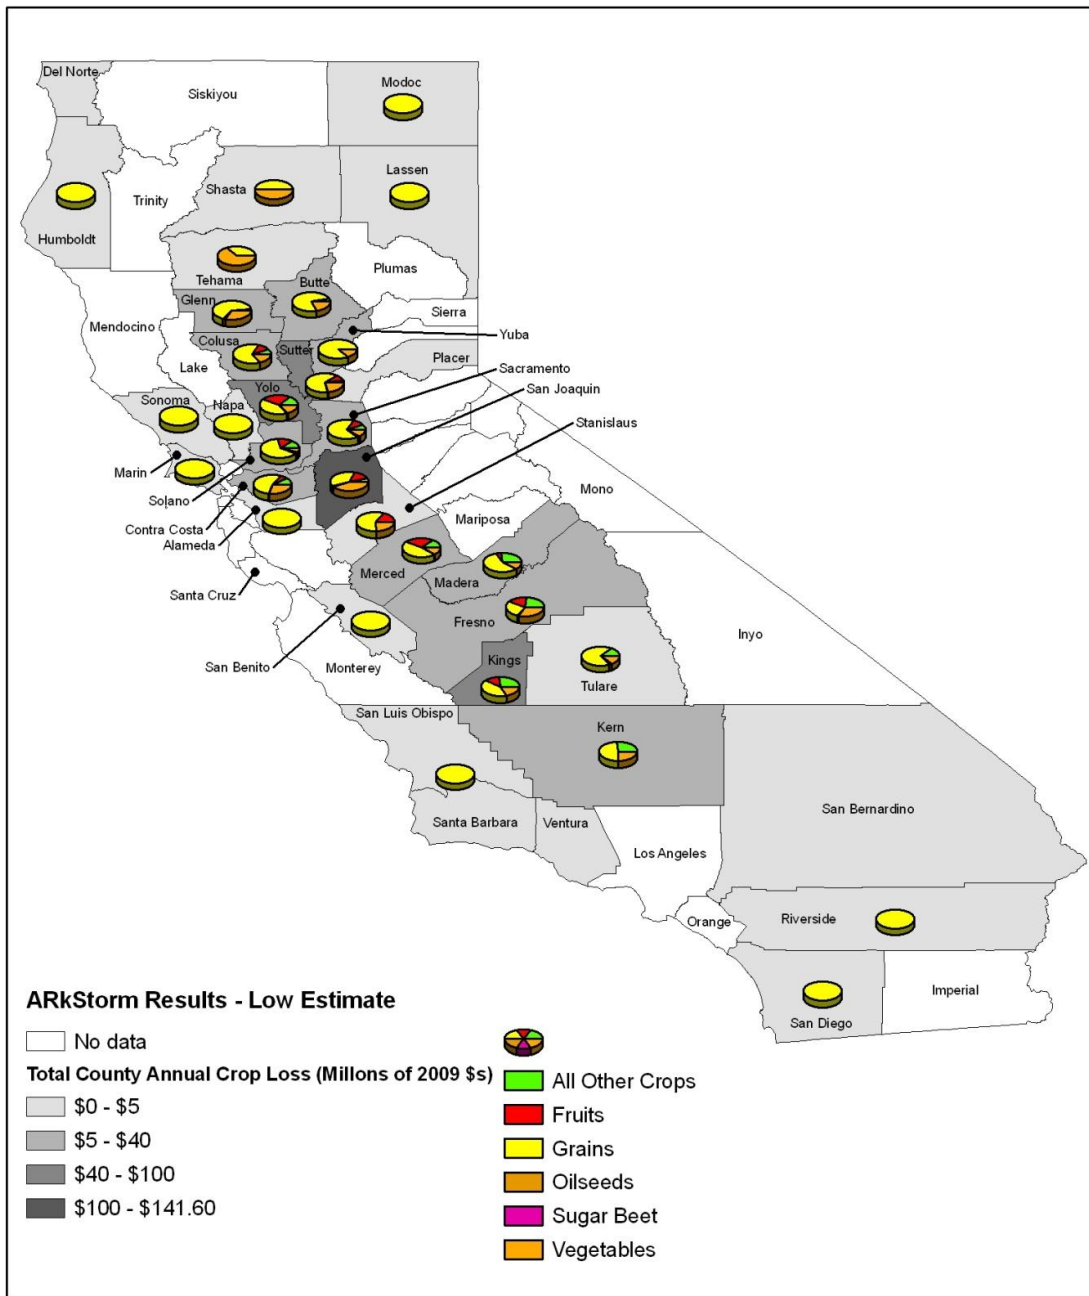 Del Norte
Siskiyou
Modoc
Shasta
Lassen
Trinity
Humboldt
Tehama
Plumas
Butte
Glenn
Sierra
Mendocino
Yuba
Colusa
Sutter
Placer
Lake
Sacramento
Yolo
San Joaquin
Sonoma
Napa
Stanislaus
Marin
Solano
Mono
Contra Costa
Mariposa
Alameda
Merced
Madera
Santa Cruz
Fresno
Inyo
San Benito
Monterey
Kings
Tulare
San Luis Obispo
Kern
San Bernardino
Santa Barbara
Ventura
Los Angeles
Orange
Riverside
Imperial
San Diego
ARkStorm Results - Low Estimate
No data
Total County Annual Crop Loss (Millons of 2009 $s)
$0 - $5
$5 - $40
$40 - $100
$100 - $141.60
All Other Crops
Fruits
Grains
Oilseeds
Sugar Beet
Vegetables